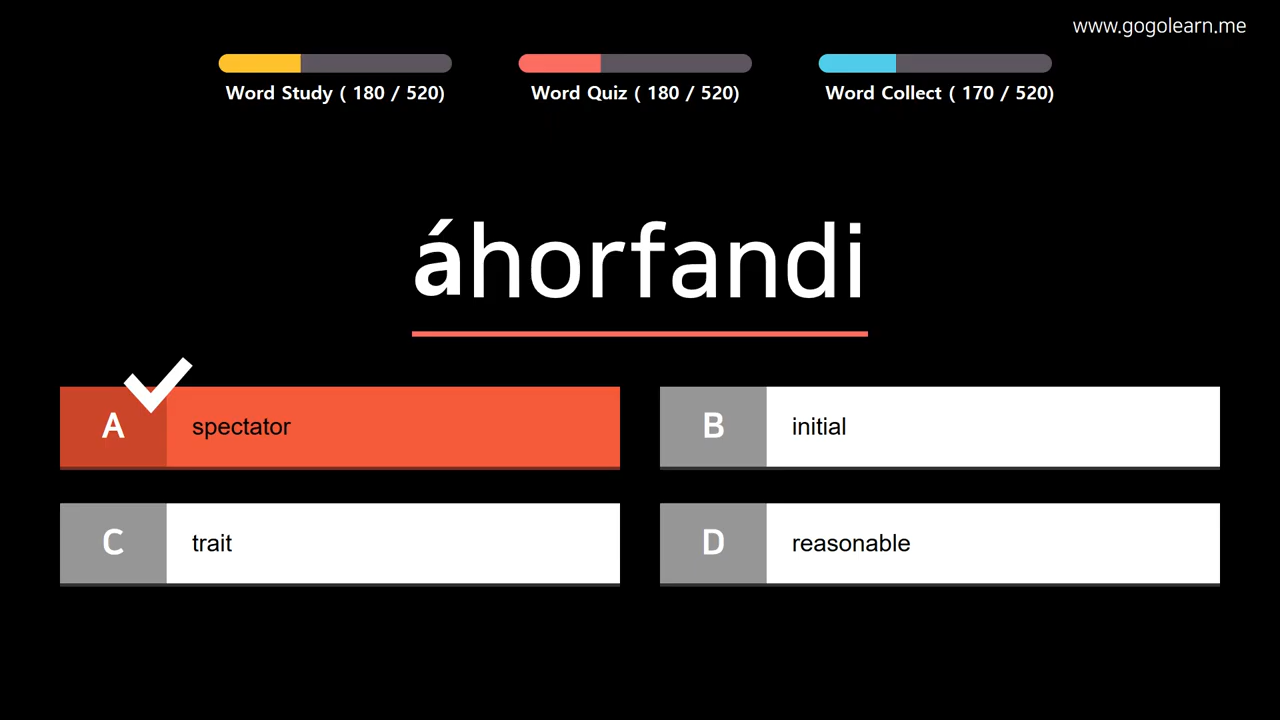 www.gogolearn.me
Word Study ( 180 / 520)
Word Quiz ( 180 / 520)
Word Collect ( 170 / 520)
áhorfandi
A spectator
B initial
C trait
D reasonable